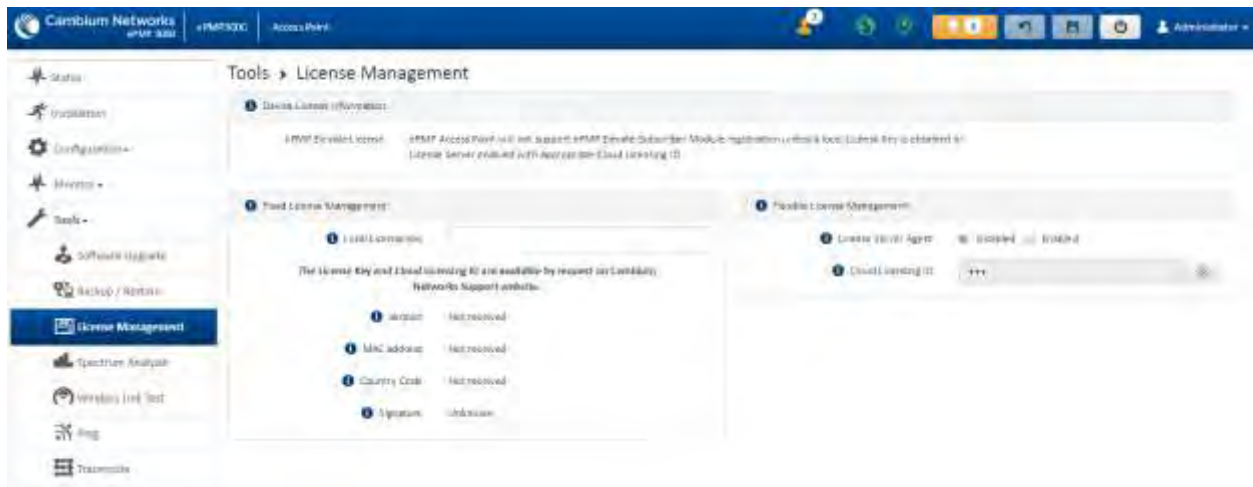 Cambium Networks
ePMP 3000
ePMP3000
Access Point
Administrator
Status
Installation
Configuration
Monitor
Tools
Software Upgrade
Backup / Restore
License Management
Spectrum Analyzer
Wireless Link Test
Ping
Traceroute
Tools > License Management
Device License Information
ePMP Elevate License
ePMP Access Point will not support ePMP Elevate Subscriber Module registration unless a local License Key is obtained or
License Server enabled with appropriate Cloud Licensing ID
Fixed License Management
The License Key and Cloud Licensing ID are available by request on Cambium
Networks Support website.
Version
Not received
MAC address
Not received
Country Code
Not received
Signature
Unknown
Flexible License Management
License Server Agent
Disabled
Enabled
Cloud Licensing ID
•••